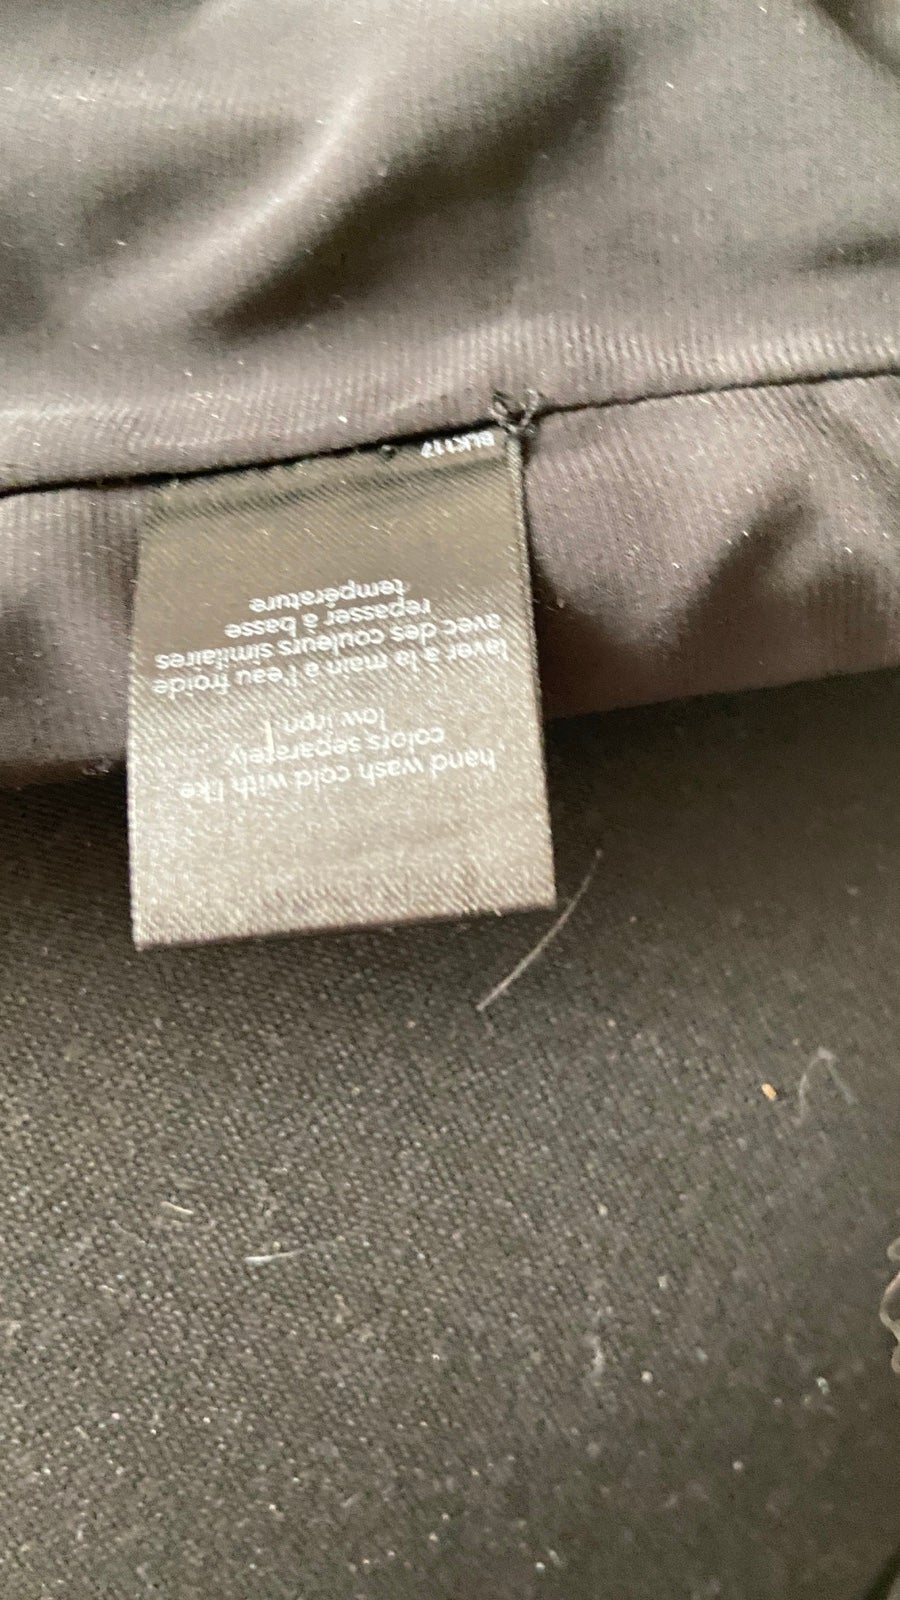 hand wash cold with like
colors separately
low iron
laver à la main à l'eau froide
avec des couleurs similaires
repasser à basse
température
BLK117